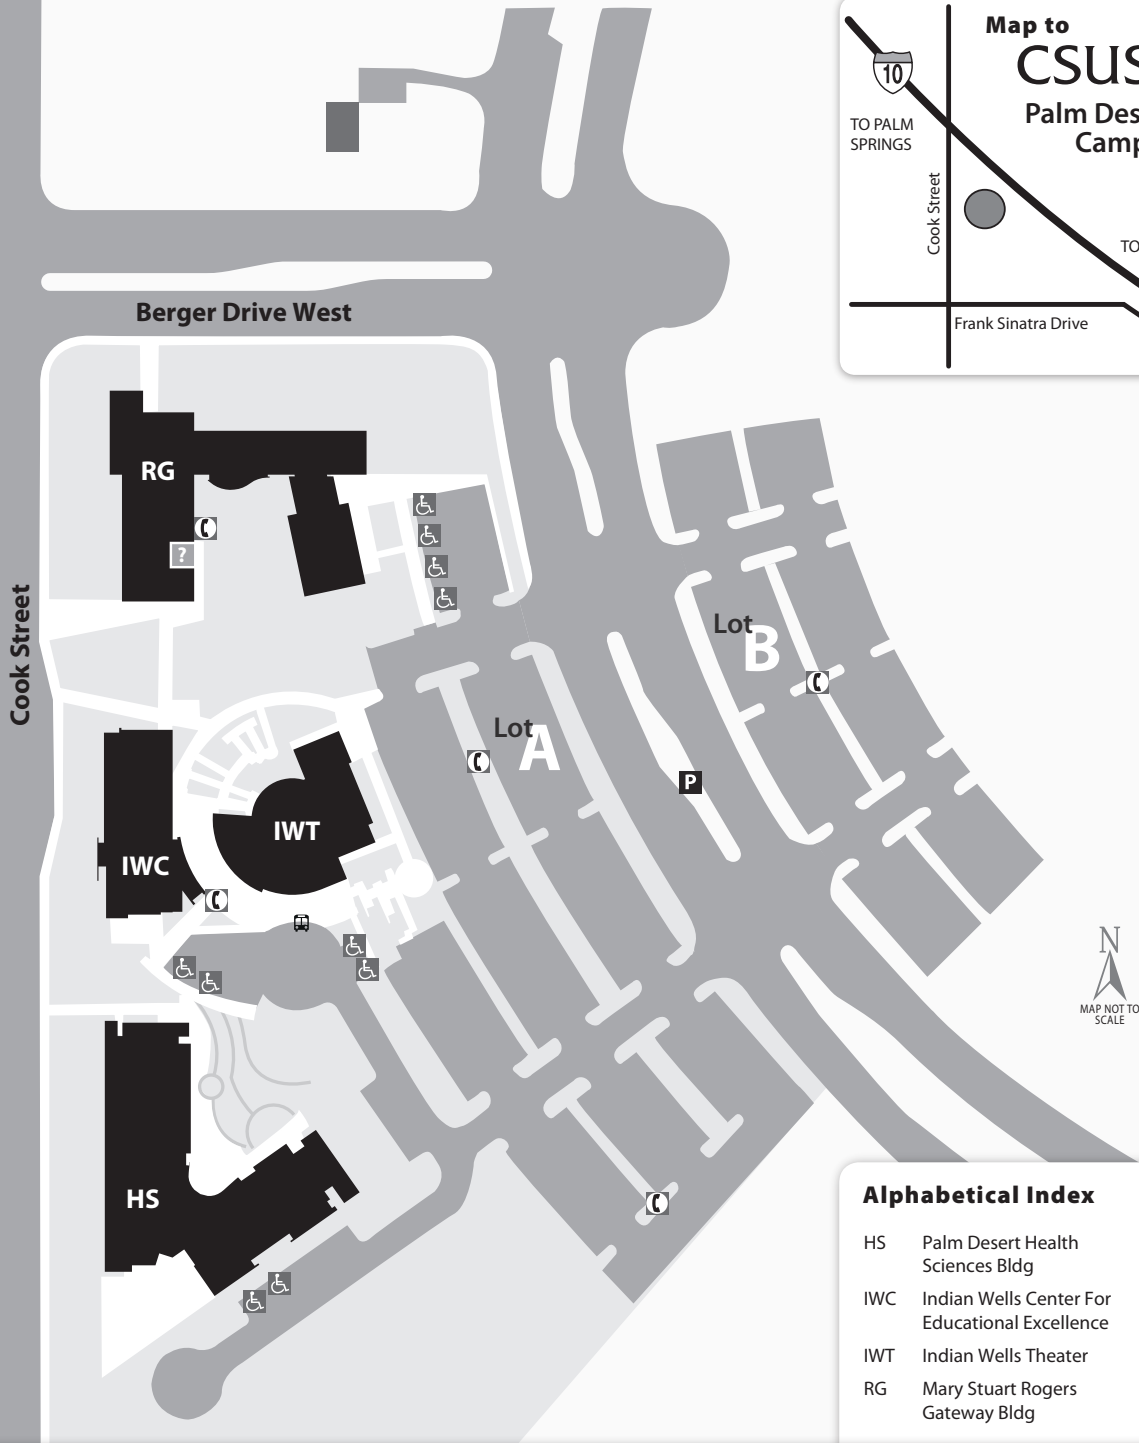 Map to
CSUS
Palm Des
Camp
10
TO PALM
SPRINGS
Cook Street
TO
Frank Sinatra Drive
Berger Drive West
RG
?
Cook Street
Lot
B
Lot
A
P
IWT
IWC
N
MAP NOT TO
SCALE
HS
Alphabetical Index
HS Palm Desert Health
Sciences Bldg
IWC Indian Wells Center For
Educational Excellence
IWT Indian Wells Theater
RG Mary Stuart Rogers
Gateway Bldg